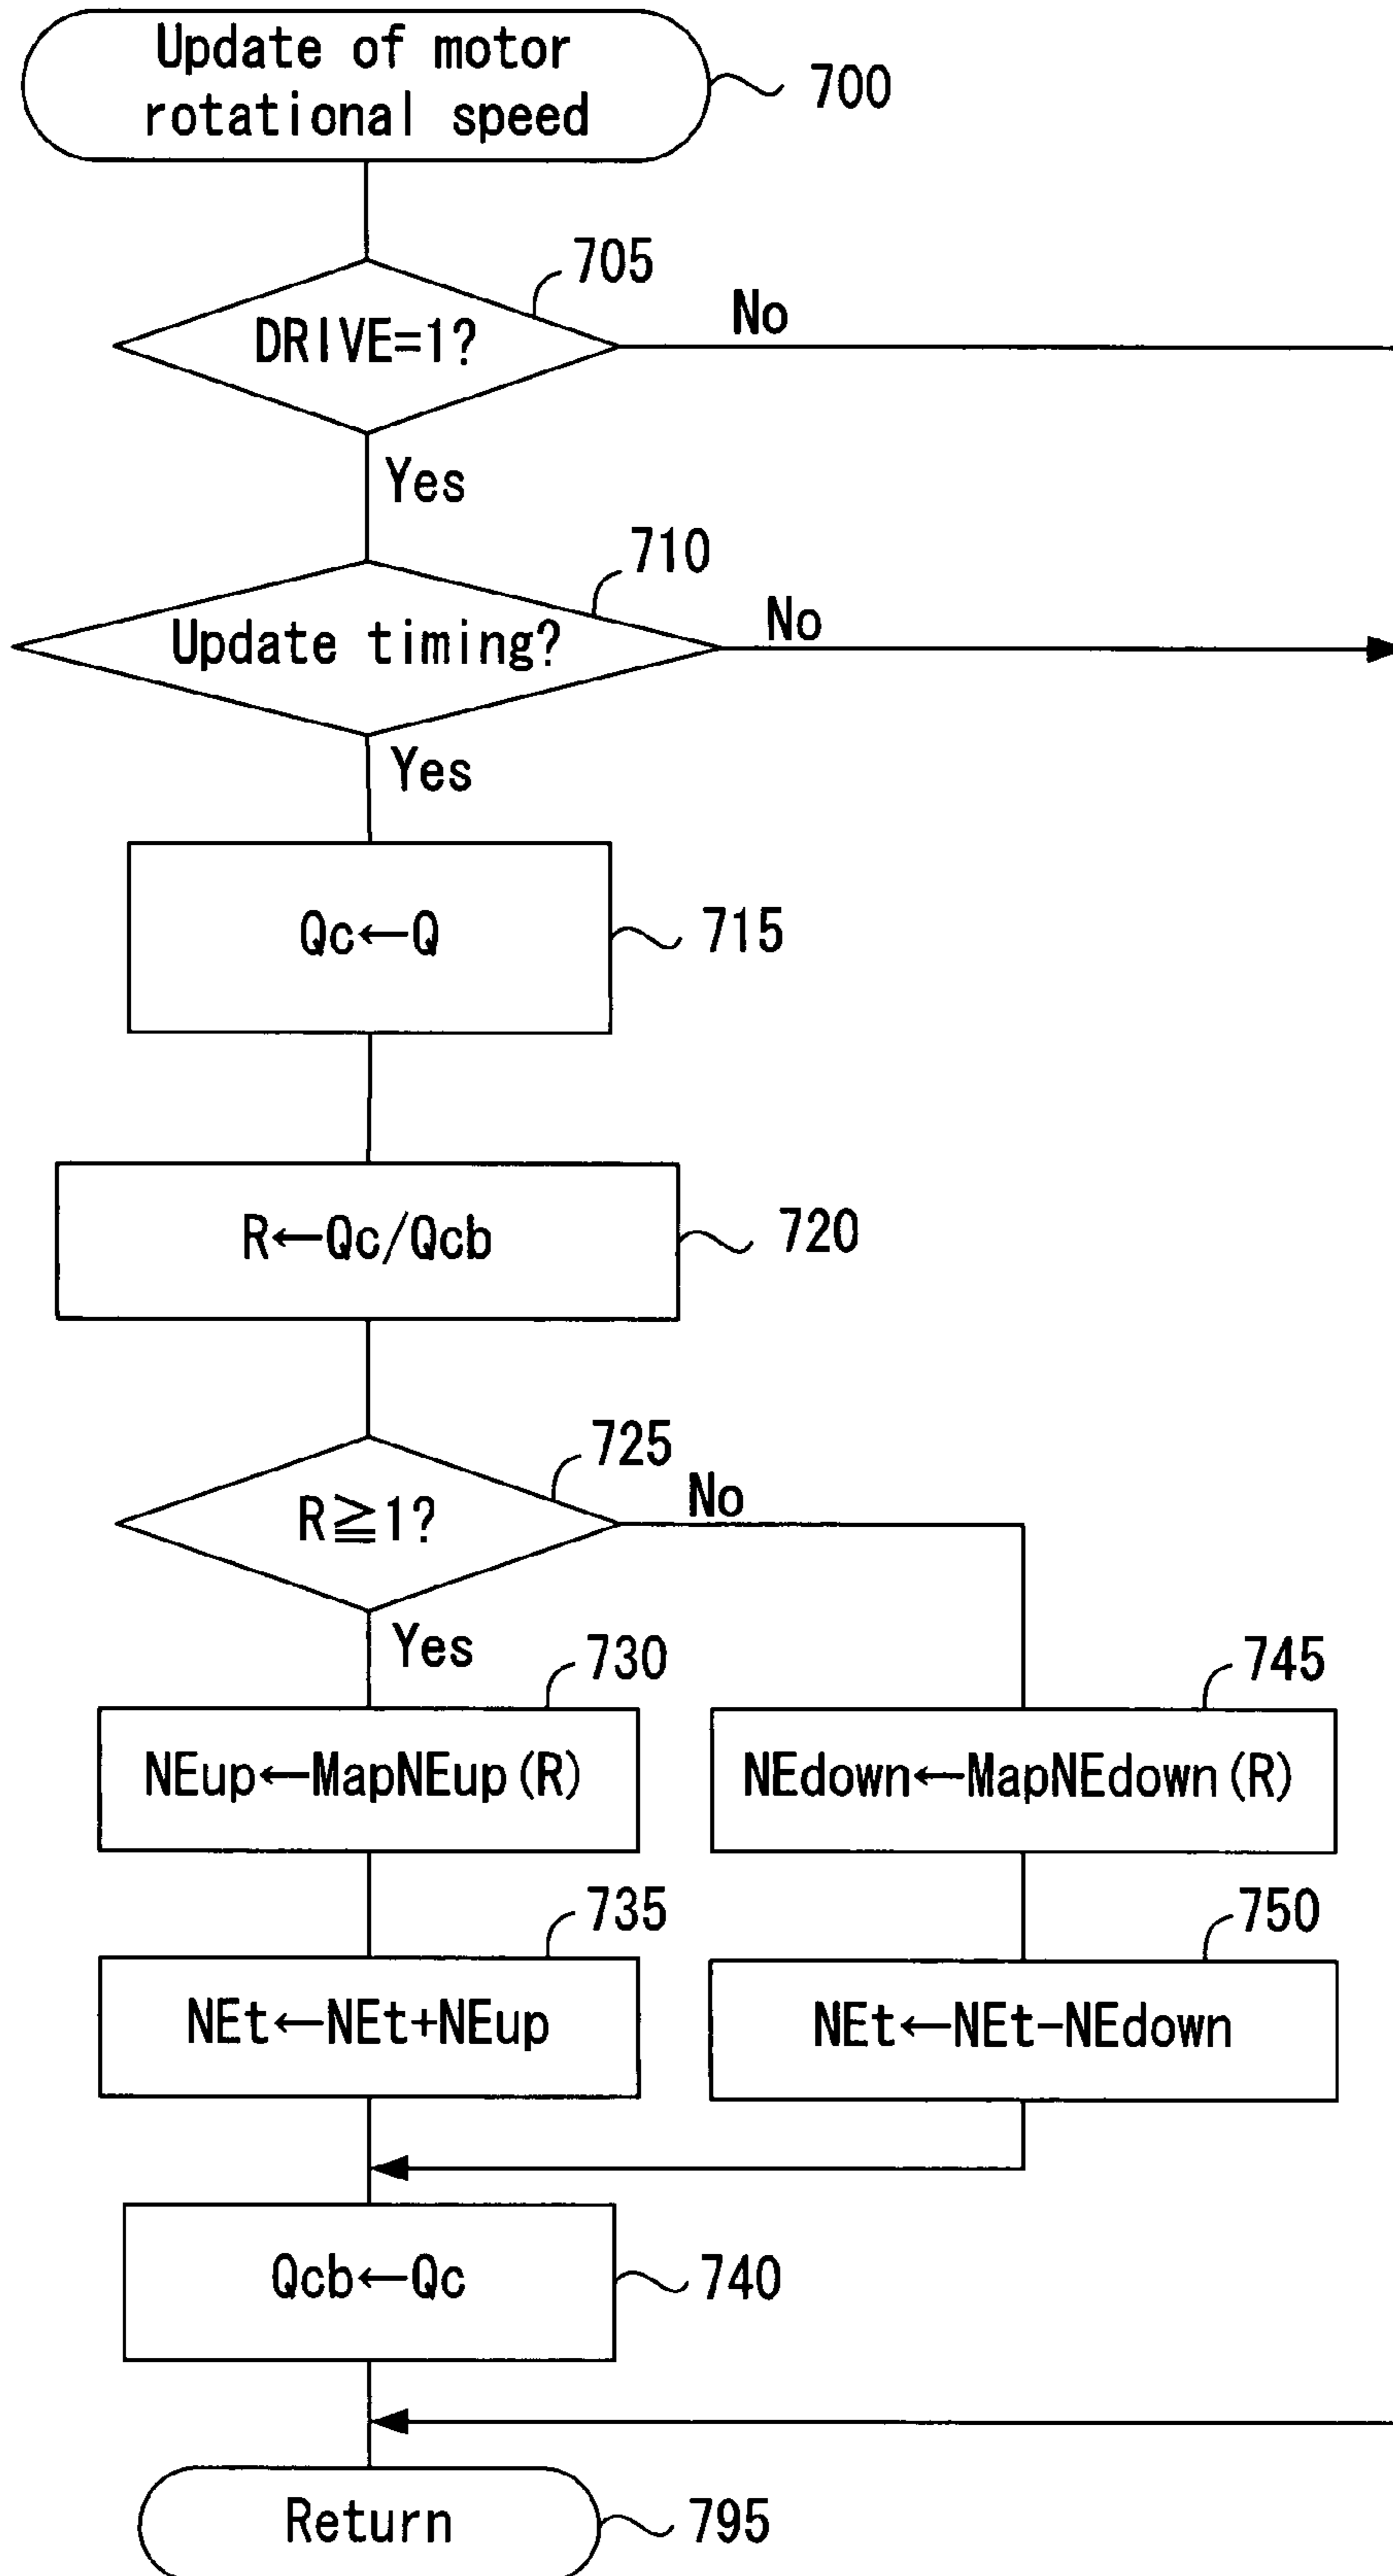 Update of motor
rotational speed
700
705
DRIVE=1?
No
Yes
710
Update timing?
No
Yes
Qc←Q
715
R←Qc/Qcb
720
725
R≧1?
No
Yes
730
NEup←MapNEup(R)
745
NEdown←MapNEdown(R)
735
NEt←NEt+NEup
750
NEt←NEt-NEdown
Qcb←Qc
740
Return
795